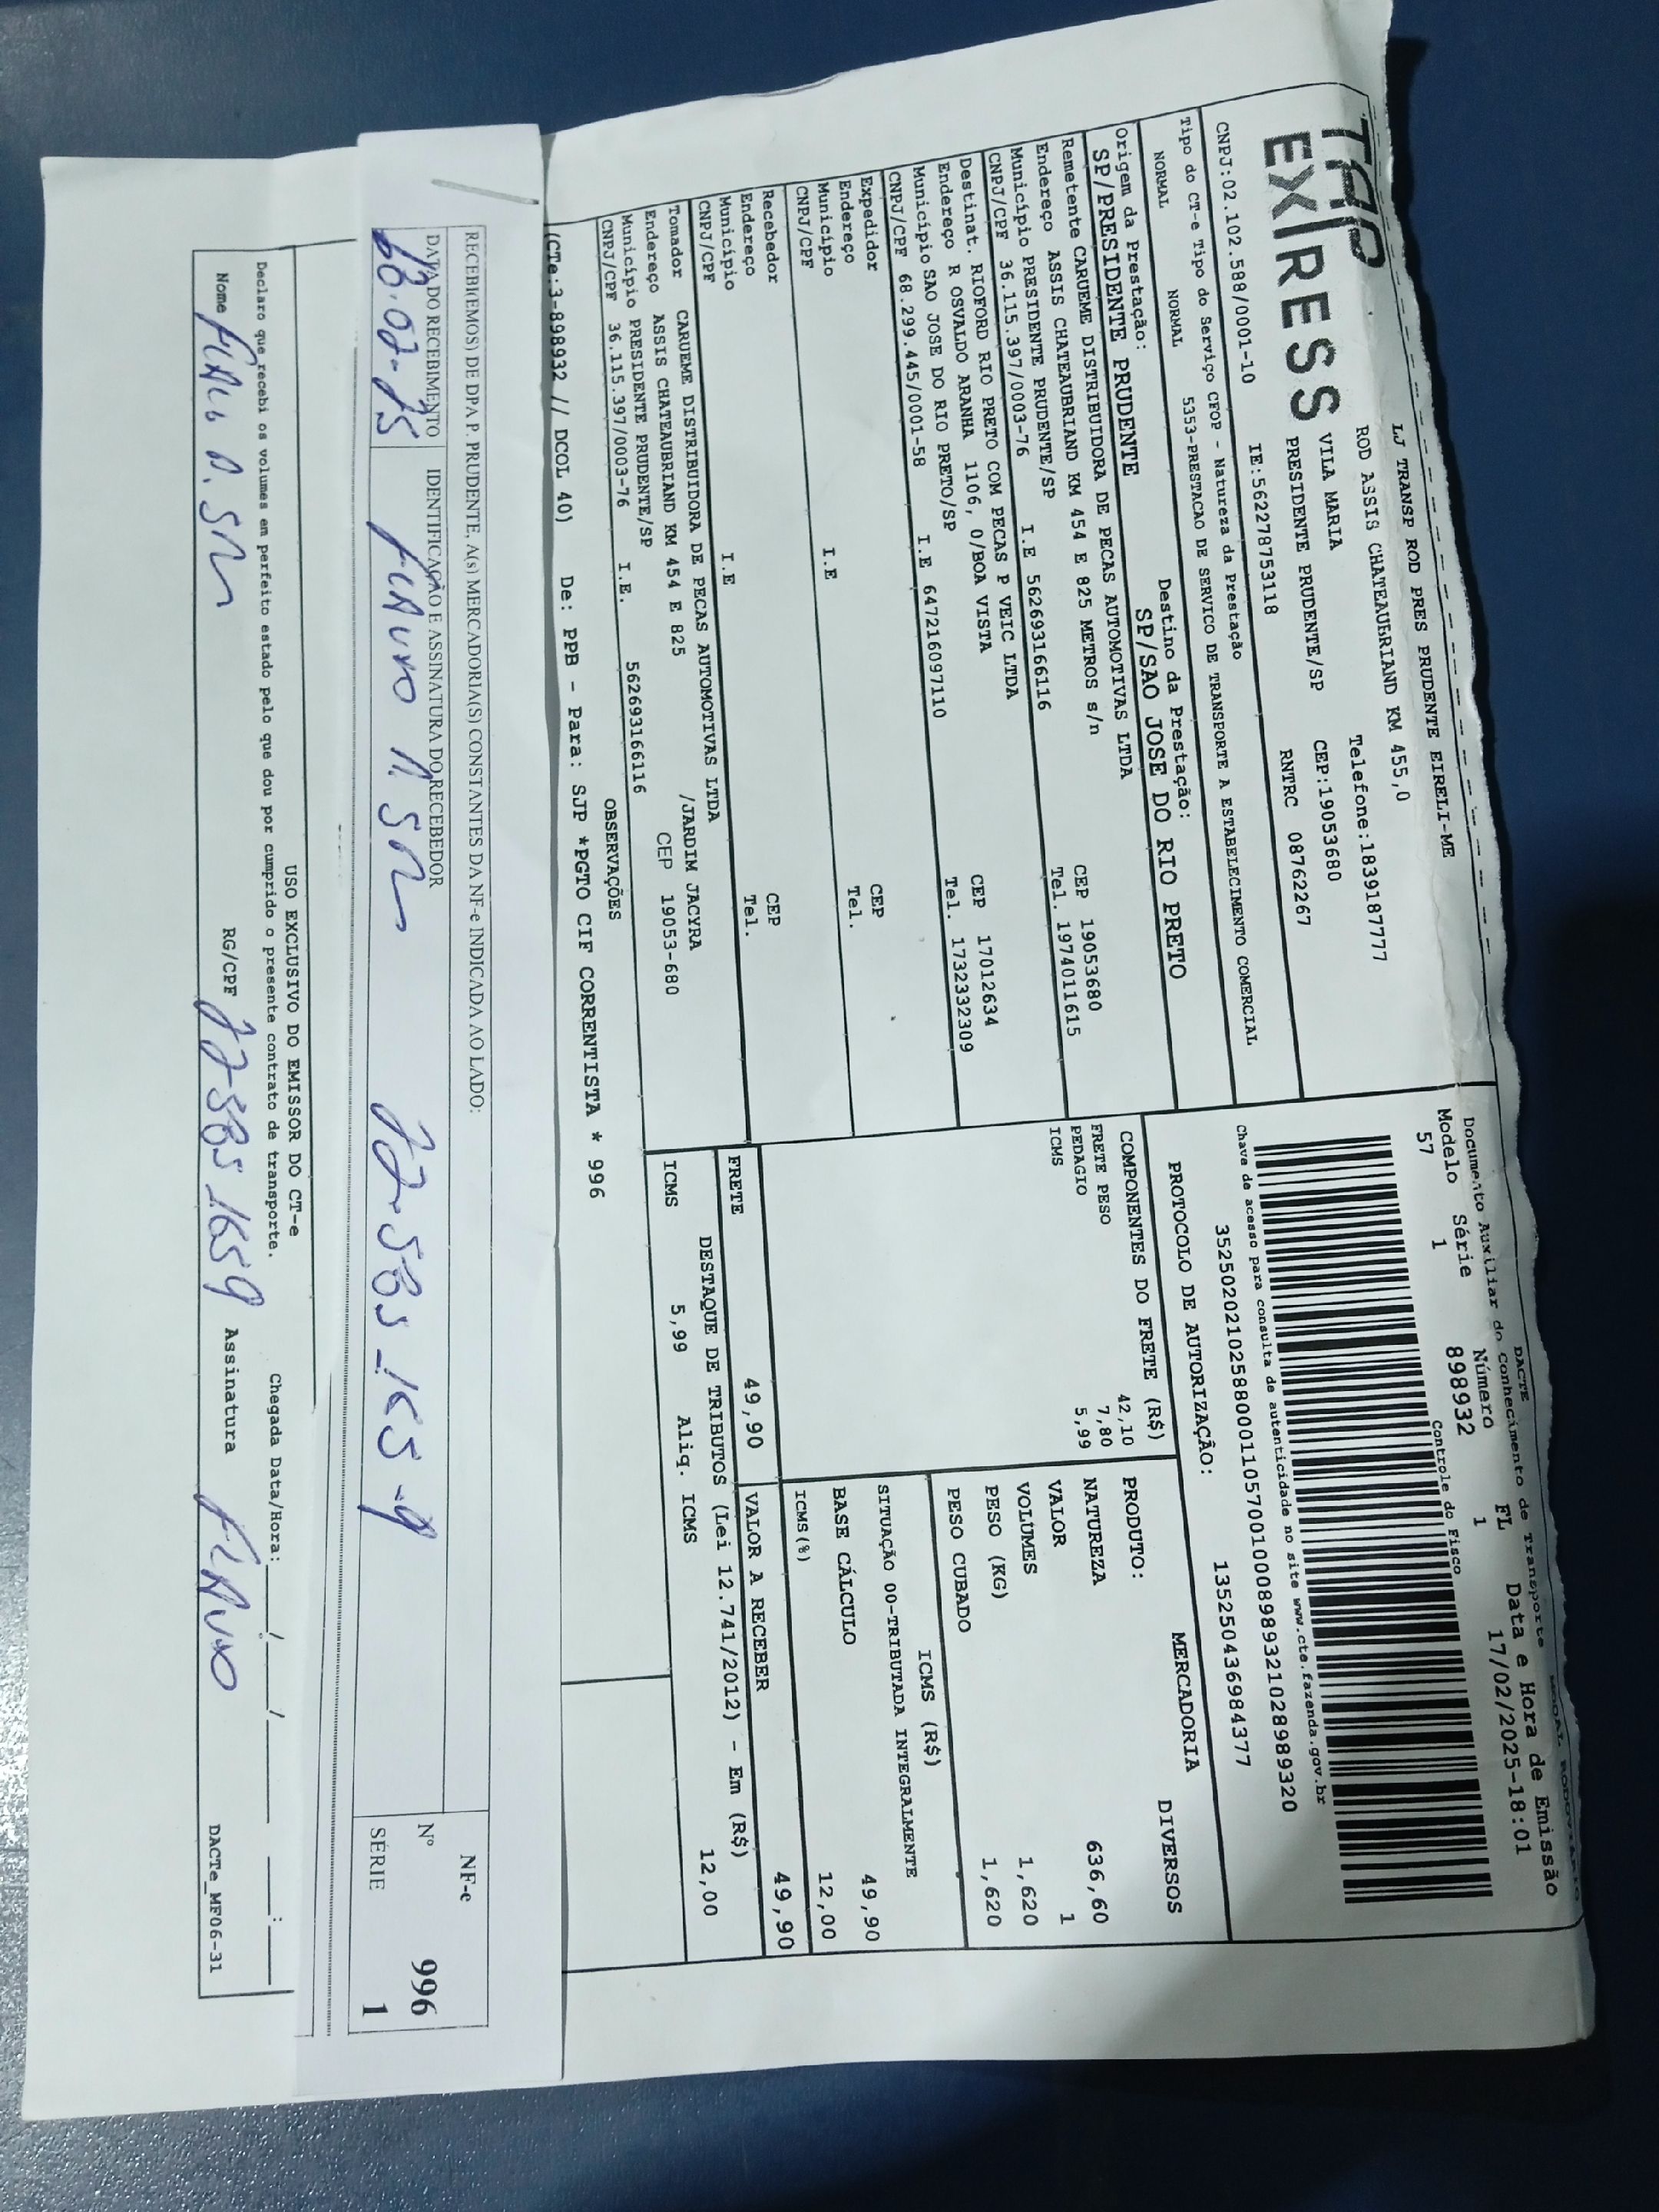 TAP
EXPRESS
LJ TRANSP ROD PRES PRUDENTE EIRELI-ME
ROD ASSIS CHATEAUBRIAND KM 455,0
VILA MARIA Telefone:1839187777
PRESIDENTE PRUDENTE/SP CEP:19053680
CNPJ:02.102.588/0001-10 IE:562278753118 RNTRC 08762267
Tipo do CT-e Tipo do Serviço CFOP - Natureza da Prestação
NORMAL NORMAL 5353-PRESTACAO DE SERVICO DE TRANSPORTE A ESTABELECIMENTO COMERCIAL
Origem da Prestação: Destino da Prestação:
SP/PRESIDENTE PRUDENTE SP/SAO JOSE DO RIO PRETO
Remetente CARUEME DISTRIBUIDORA DE PECAS AUTOMOTIVAS LTDA
Endereço ASSIS CHATEAUBRIAND KM 454 E 825 METROS s/n
Município PRESIDENTE PRUDENTE/SP CEP 19053680
CNPJ/CPF 36.115.397/0003-76 I.E 562693166116 Tel. 1974011615
Destinat. RIOFORD RIO PRETO COM PECAS P VEIC LTDA
Endereço R OSVALDO ARANHA 1106, 0/BOA VISTA
Município SAO JOSE DO RIO PRETO/SP CEP 17012634
CNPJ/CPF 68.299.445/0001-58 I.E 647216097110 Tel. 1732332309
Expedidor
Endereço
Município CEP
CNPJ/CPF I.E Tel.
Recebedor
Endereço
Município CEP
CNPJ/CPF I.E Tel.
Tomador CARUEME DISTRIBUIDORA DE PECAS AUTOMOTIVAS LTDA
Endereço ASSIS CHATEAUBRIAND KM 454 E 825 /JARDIM JACYRA
Município PRESIDENTE PRUDENTE/SP CEP 19053-680
CNPJ/CPF 36.115.397/0003-76 I.E. 562693166116
OBSERVAÇÕES
(CTe:3-898932 // DCOL 40) De: PPB - Para: SJP *PGTO CIF CORRENTISTA * 996
DACTE MODAL RODOVIARIO
Documento Auxiliar do Conhecimento de Transporte
Modelo Série Número FL Data e Hora de Emissão
57 1 898932 1 17/02/2025-18:01
Controle do Fisco
Chave de acesso para consulta de autenticidade no site www.cte.fazenda.gov.br
35250202102588000110570010008989321028989320
PROTOCOLO DE AUTORIZAÇÃO: 135250436984377
COMPONENTES DO FRETE (R$)
FRETE PESO 42,10
PEDAGIO 7,80
ICMS 5,99
MERCADORIA
PRODUTO: DIVERSOS
NATUREZA
VALOR 636,60
VOLUMES 1
PESO (KG) 1,620
PESO CUBADO 1,620
ICMS (R$)
SITUAÇÃO 00-TRIBUTADA INTEGRALMENTE
BASE CÁLCULO 49,90
ICMS(%) 12,00
FRETE 49,90 VALOR A RECEBER 49,90
DESTAQUE DE TRIBUTOS (Lei 12.741/2012) - Em (R$)
ICMS 5,99 Aliq. ICMS 12,00
RECEBI(EMOS) DE DPA P. PRUDENTE, A(s) MERCADORIA(S) CONSTANTES DA NF-e INDICADA AO LADO:
DATA DO RECEBIMENTO IDENTIFICAÇÃO E ASSINATURA DO RECEBEDOR
NF-e
Nº 996
SÉRIE 1
USO EXCLUSIVO DO EMISSOR DO CT-e
Declaro que recebi os volumes em perfeito estado pelo que dou por cumprido o presente contrato de transporte. Chegada Data/Hora: ____/____/______ ____:____
Nome RG/CPF Assinatura
DACTe_MF06-31